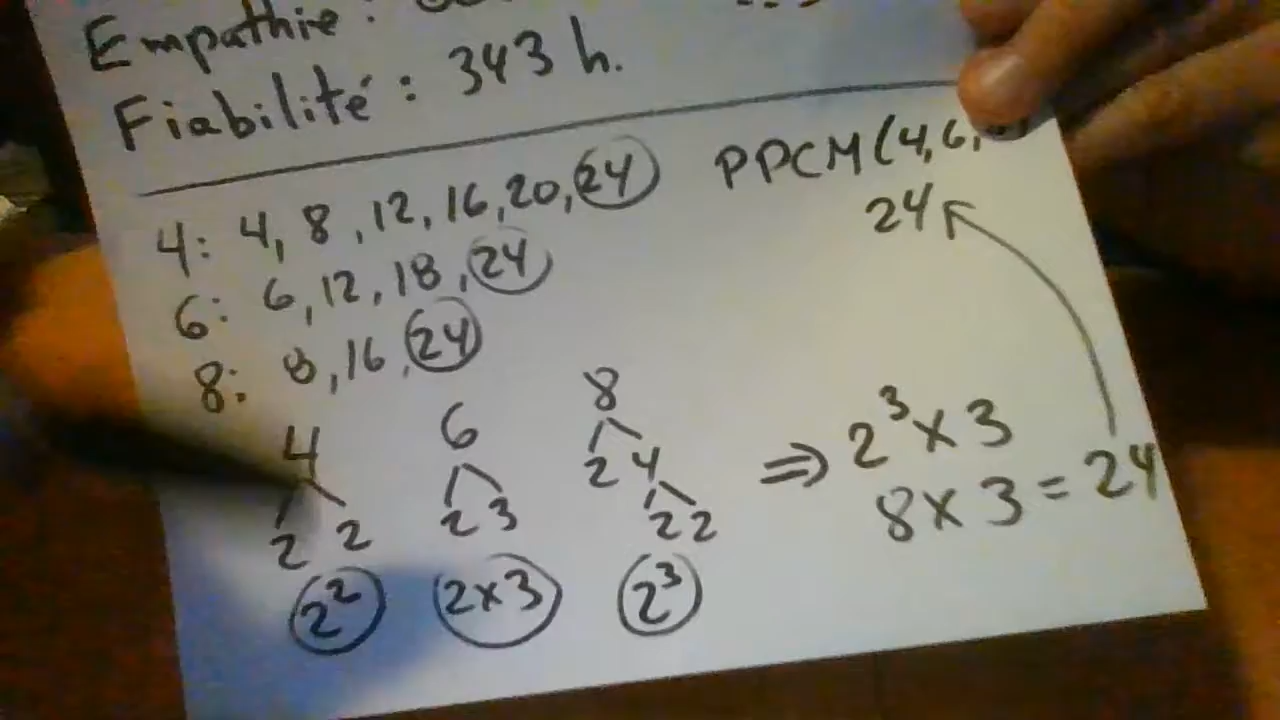 Empathie:
Fiabilité: 343 h.
4: 4, 8, 12, 16, 20, 24
PPCM(4, 6,
24
6: 6, 12, 18, 24
8: 8, 16, 24
4
6
8
2 2
2 3
2 4
2 2
2² 2x3 2³
⇒ 2³ x 3
8 x 3 = 24